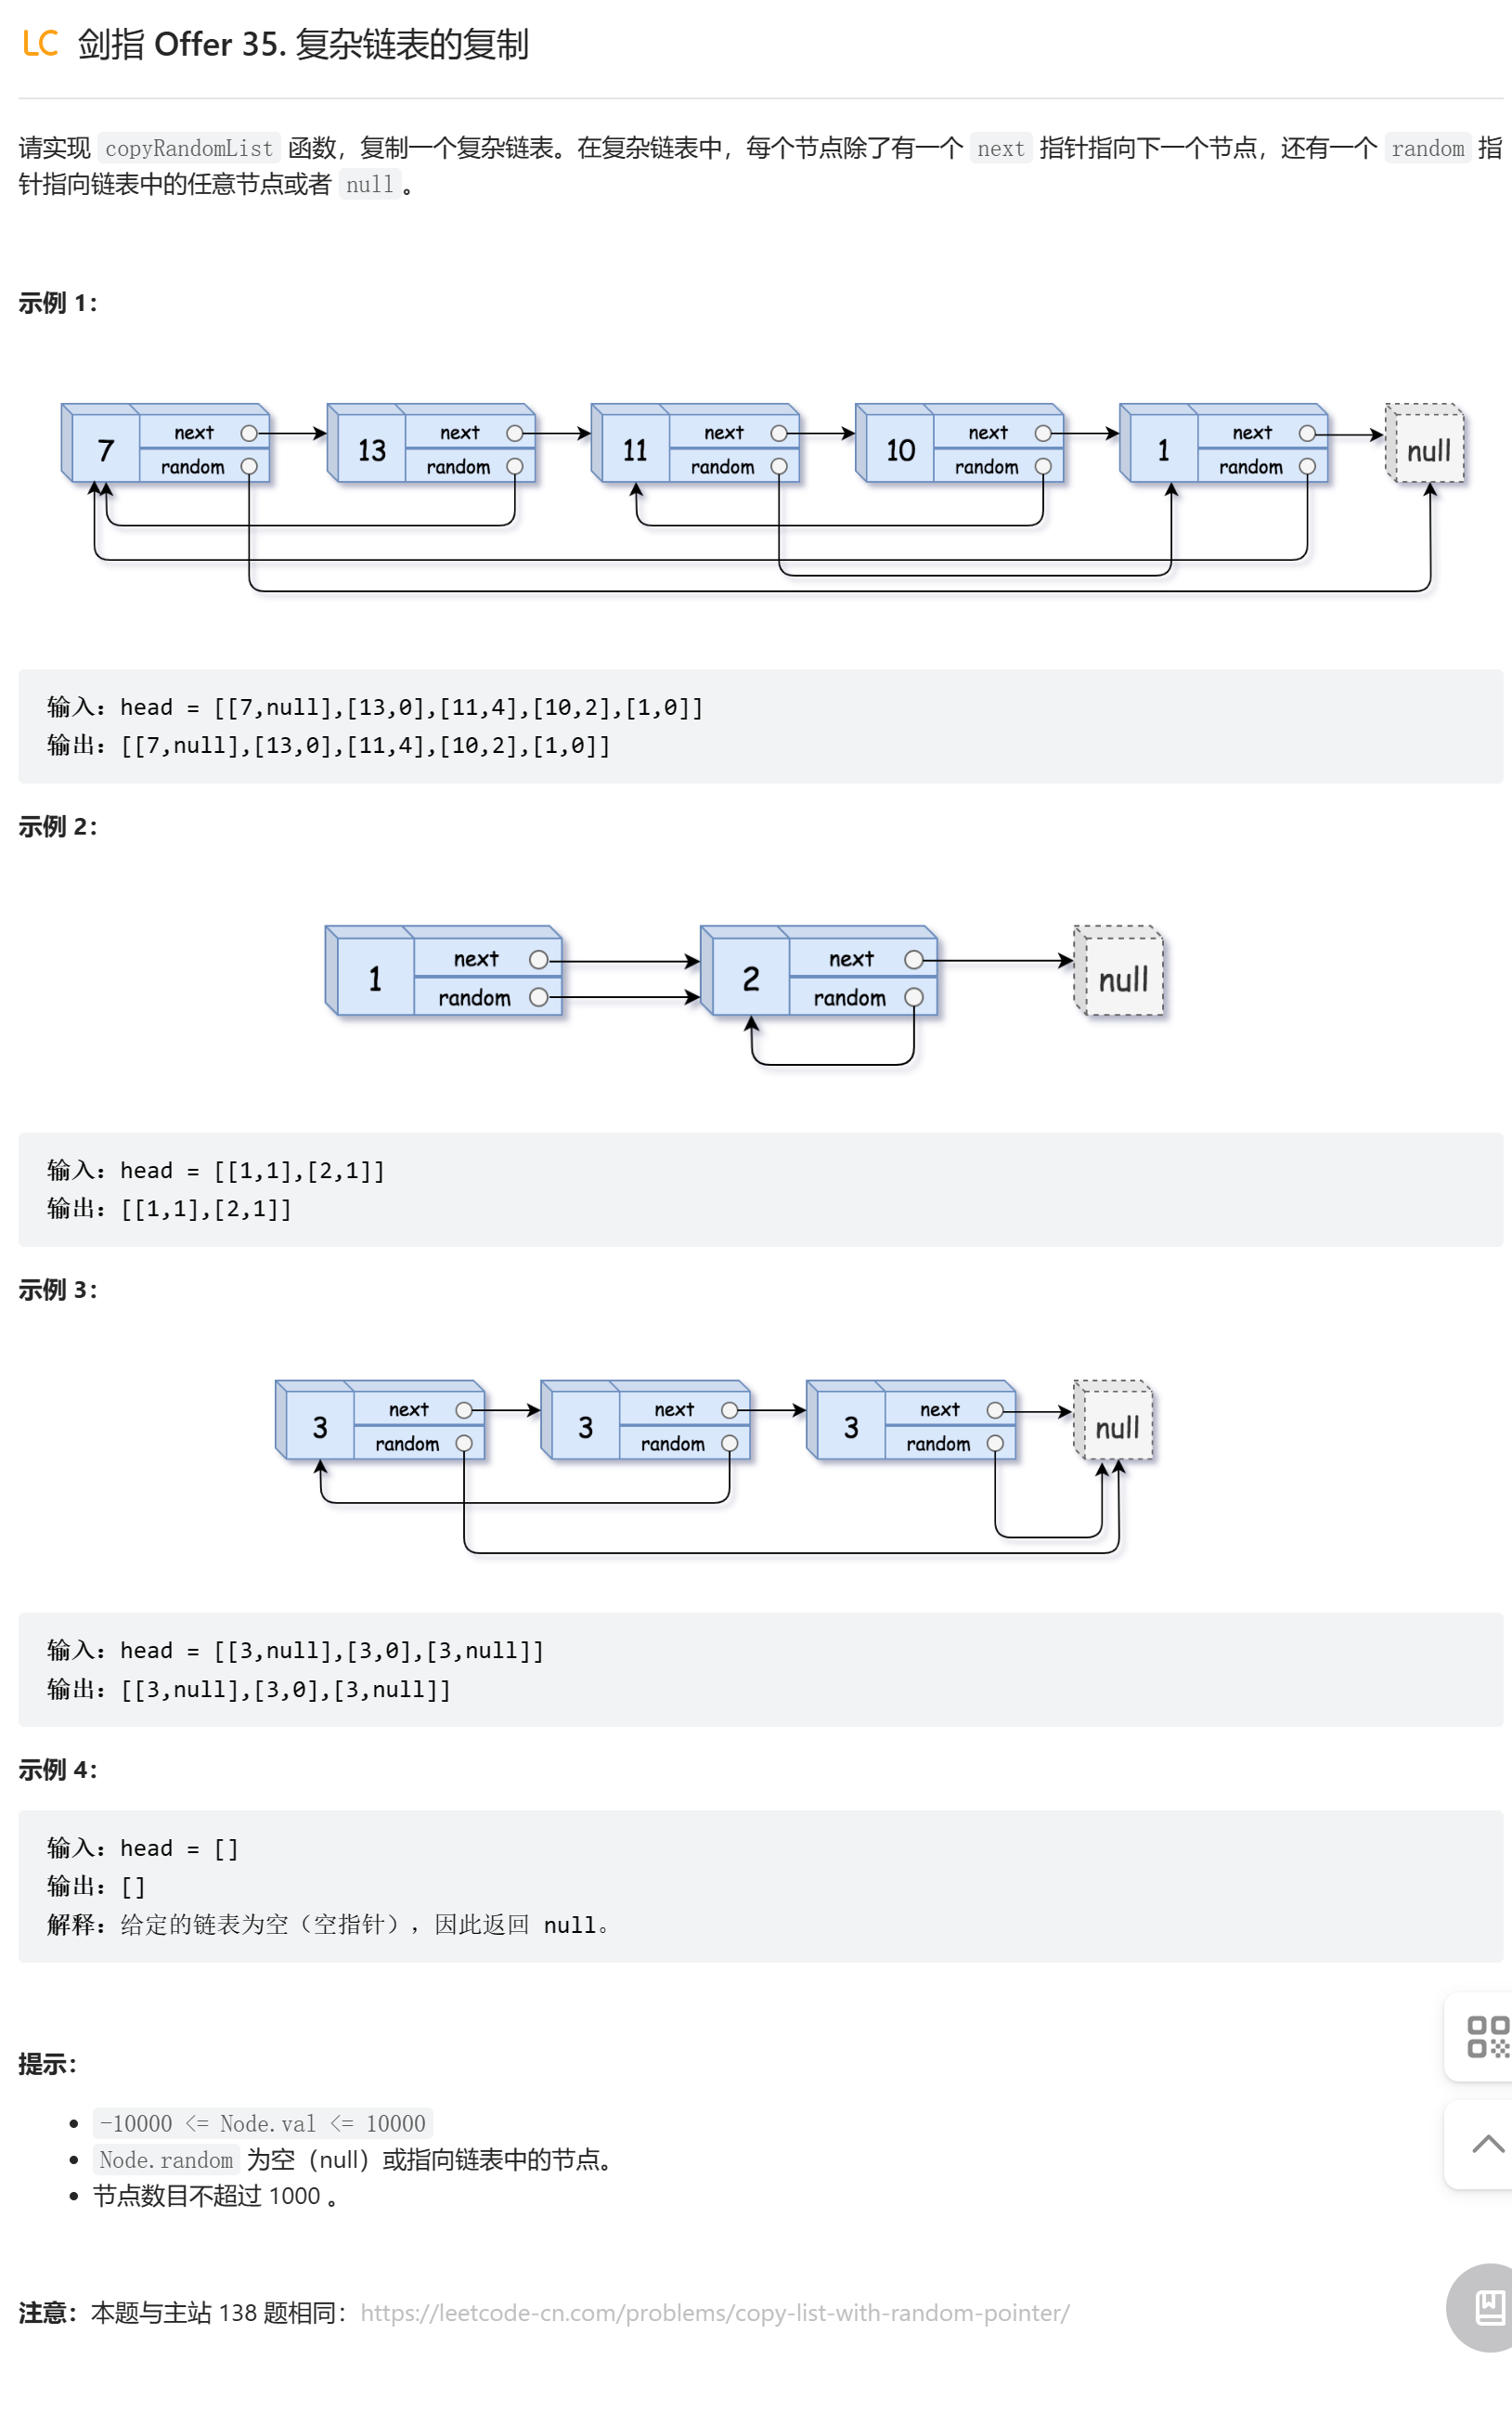 LC 剑指 Offer 35. 复杂链表的复制
请实现 copyRandomList 函数，复制一个复杂链表。在复杂链表中，每个节点除了有一个 next 指针指向下一个节点，还有一个 random 指
针指向链表中的任意节点或者 null。
示例 1：
7 next random 13 next random 11 next random 10 next random 1 next random null
输入：head = [[7,null],[13,0],[11,4],[10,2],[1,0]]
输出：[[7,null],[13,0],[11,4],[10,2],[1,0]]
示例 2：
1 next random 2 next random null
输入：head = [[1,1],[2,1]]
输出：[[1,1],[2,1]]
示例 3：
3 next random 3 next random 3 next random null
输入：head = [[3,null],[3,0],[3,null]]
输出：[[3,null],[3,0],[3,null]]
示例 4：
输入：head = []
输出：[]
解释：给定的链表为空（空指针），因此返回 null。
提示：
-10000 <= Node.val <= 10000
Node.random 为空（null）或指向链表中的节点。
节点数目不超过 1000 。
注意：本题与主站 138 题相同：https://leetcode-cn.com/problems/copy-list-with-random-pointer/